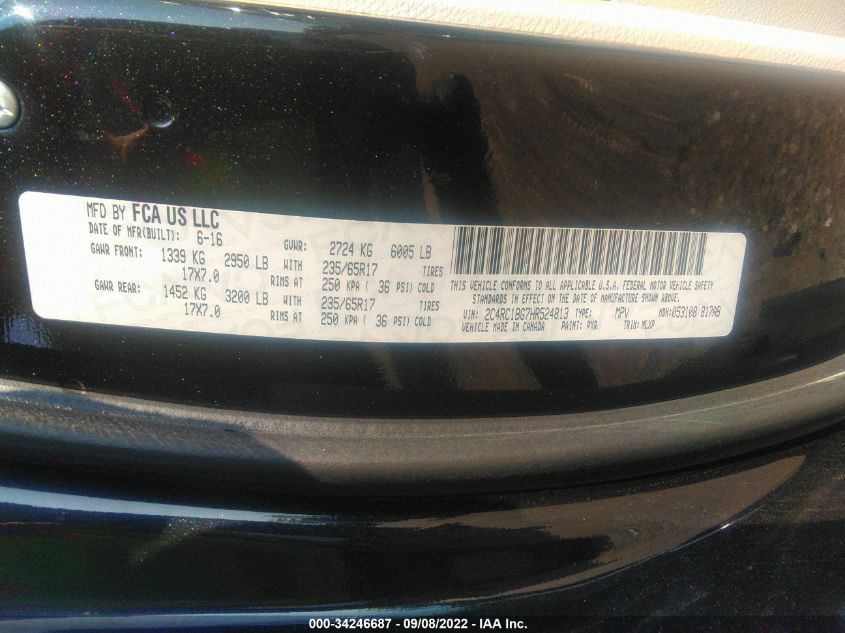 MFD BY FCA US LLC
DATE OF MFR(BUILT): 6-16 GVWR: 2724 KG 6005 LB
GAWR FRONT: 1339 KG 2950 LB WITH 235/65R17 TIRES
17X7.0 RIMS AT 250 KPA ( 36 PSI) COLD
GAWR REAR: 1452 KG 3200 LB WITH 235/65R17 TIRES
17X7.0 RIMS AT 250 KPA ( 36 PSI) COLD
THIS VEHICLE CONFORMS TO ALL APPLICABLE U.S.A. FEDERAL MOTOR VEHICLE SAFETY
STANDARDS IN EFFECT ON THE DATE OF MANUFACTURE SHOWN ABOVE.
VIN: 2C4RC1BG7HR524813 TYPE: MPV MDH:053108 817AB
VEHICLE MADE IN CANADA PAINT: PXR TRIM: MLXP
000-34246687 - 09/08/2022 - IAA Inc.